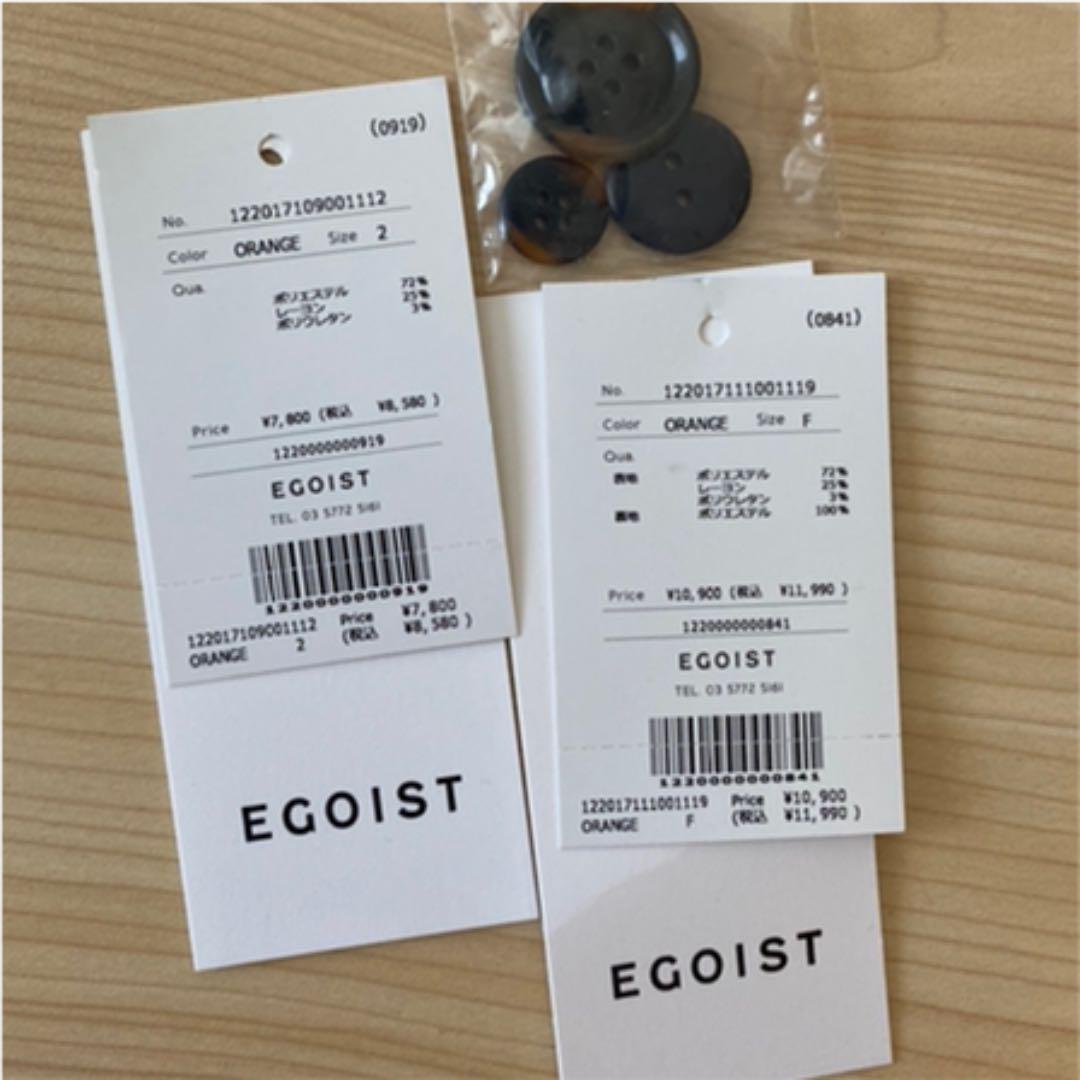 (0919)
No. 122017109001112
Color ORANGE Size 2
Qua.
ポリエステル 72%
レーヨン 25%
ポリウレタン 3%
Price ¥7,800 (税込 ¥8,580 )
1220000000919
EGOIST
TEL. 03 5772 5161
1220000000919
122017109001112 Price ¥7,800
ORANGE 2 (税込 ¥8,580 )
EGOIST
(0841)
No. 122017111001119
Color ORANGE Size F
Qua.
表地 ポリエステル 72%
レーヨン 25%
ポリウレタン 3%
裏地 ポリエステル 100%
Price ¥10,900 (税込 ¥11,990 )
1220000000841
EGOIST
TEL. 03 5772 5161
1220000000841
122017111001119 Price ¥10,900
ORANGE F (税込 ¥11,990 )
EGOIST